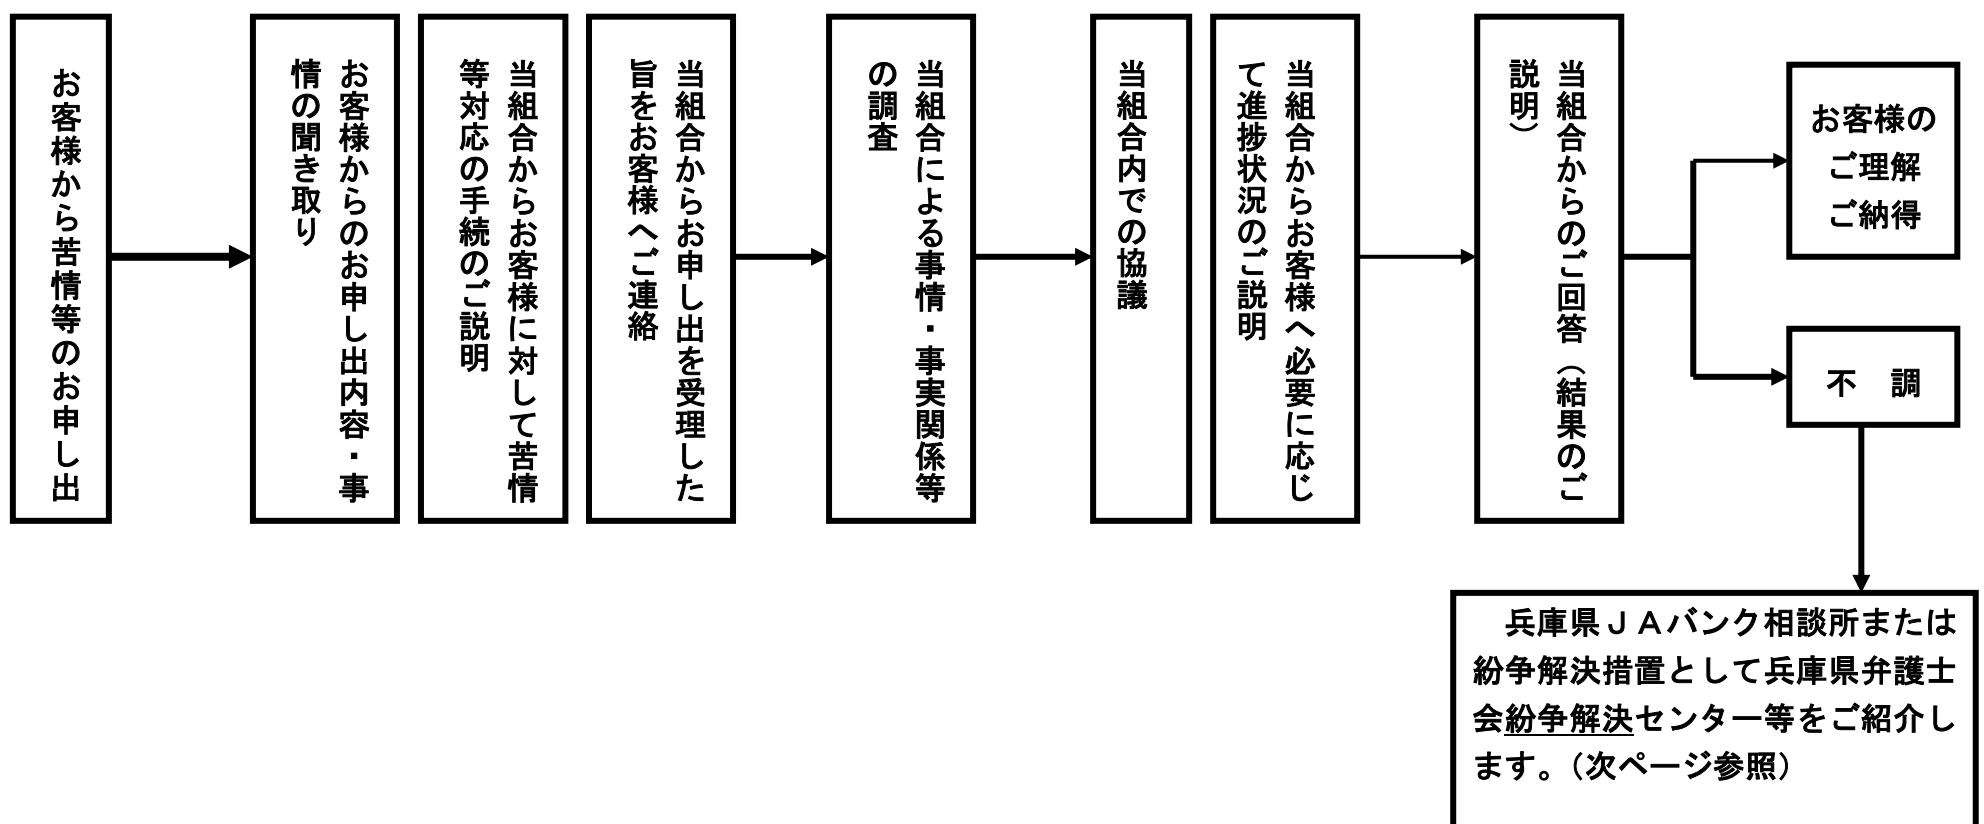 お客様から苦情等のお申し出
お客様からのお申し出内容・事
情の聞き取り
当組合からお客様に対して苦情
等対応の手続のご説明
当組合からお申し出を受理した
旨をお客様へご連絡
当組合による事情・事実関係等
の調査
当組合内での協議
当組合からお客様へ必要に応じ
て進捗状況のご説明
当組合からのご回答（結果のご
説明）
お客様の
ご理解
ご納得
不　調
兵庫県ＪＡバンク相談所または
紛争解決措置として兵庫県弁護士
会紛争解決センター等をご紹介し
ます。（次ページ参照）